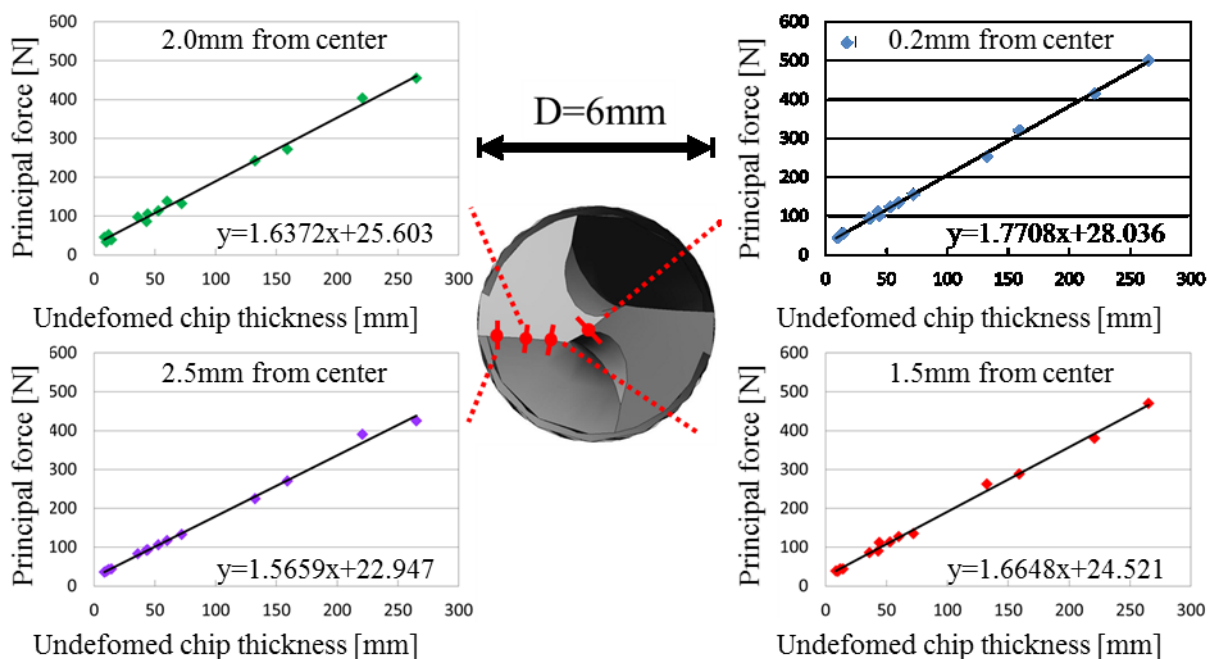 600
500
400
300
200
100
0
Principal force [N]
2.0mm from center
y=1.6372x+25.603
0 50 100 150 200 250 300
Undefomed chip thickness [mm]
D=6mm
600
500
400
300
200
100
0
Principal force [N]
0.2mm from center
y=1.7708x+28.036
0 50 100 150 200 250 300
Undefomed chip thickness [mm]
600
500
400
300
200
100
0
Principal force [N]
2.5mm from center
y=1.5659x+22.947
0 50 100 150 200 250 300
Undefomed chip thickness [mm]
600
500
400
300
200
100
0
Principal force [N]
1.5mm from center
y=1.6648x+24.521
0 50 100 150 200 250 300
Undefomed chip thickness [mm]